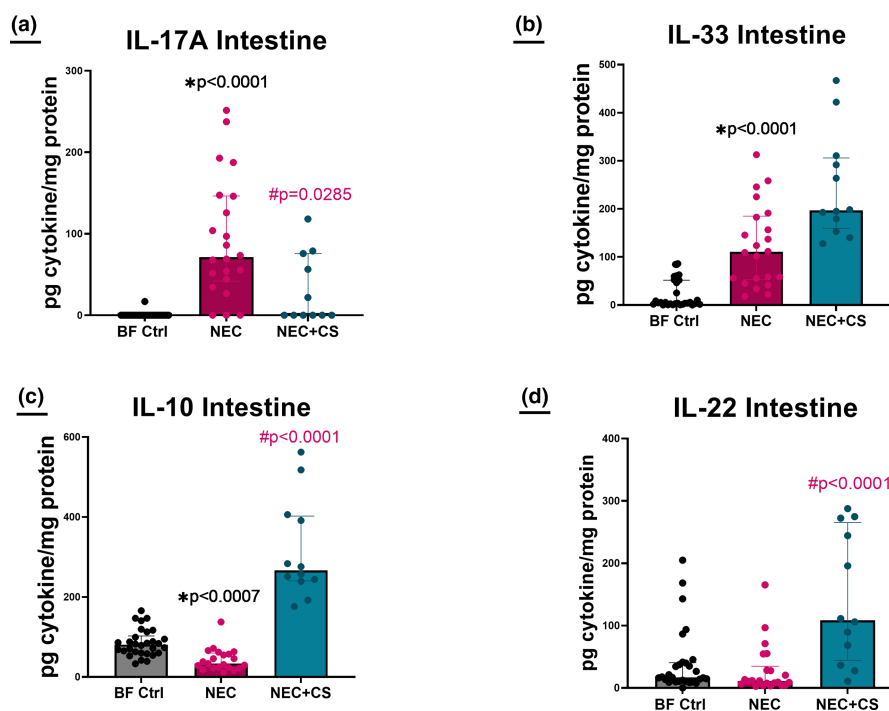 (a)
IL-17A Intestine
pg cytokine/mg protein
300
200
100
0
∗p<0.0001
#p=0.0285
BF Ctrl NEC NEC+CS
(b)
IL-33 Intestine
pg cytokine/mg protein
500
400
300
200
100
0
∗p<0.0001
BF Ctrl NEC NEC+CS
(c)
IL-10 Intestine
pg cytokine/mg protein
600
400
200
0
#p<0.0001
∗p<0.0007
BF Ctrl NEC NEC+CS
(d)
IL-22 Intestine
pg cytokine/mg protein
400
300
200
100
0
#p<0.0001
BF Ctrl NEC NEC+CS